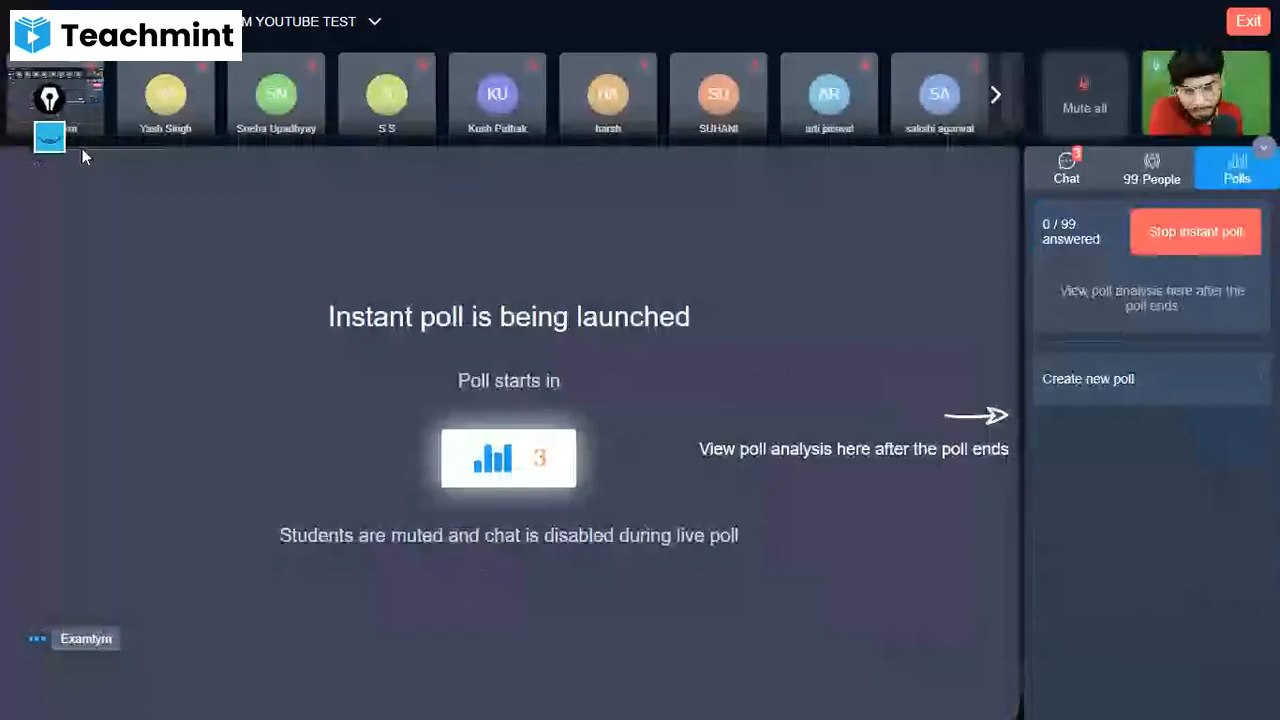 Teachmint
M YOUTUBE TEST
Exit
SN
S
KU
HA
SU
AR
SA
Yash Singh
Sneha Upadhyay
S S
Kush Pathak
harsh
SUHANI
arti jaiswal
sakshi agarwal
Mute all
3
Chat
99 People
Polls
0 / 99
answered
Stop instant poll
View poll analysis here after the
poll ends
Instant poll is being launched
Poll starts in
3
Create new poll
View poll analysis here after the poll ends
Students are muted and chat is disabled during live poll
Examtym